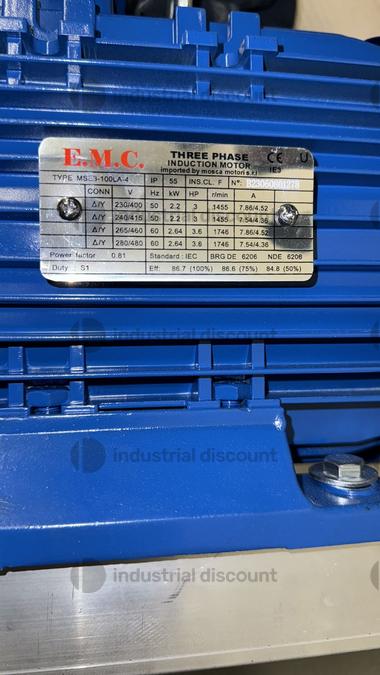 industrial discount
E.M.C. THREE PHASE INDUCTION MOTOR CE IE3 U
imported by mosca motori s.r.l
TYPE IP 55 INS.CL. F N°:
CONN V Hz kW HP r/min A
Δ/Y 230/400 50 2.2 3 1455 7.86/4.52
Δ/Y 240/415 50 2.2 3 1455 7.54/4.36
Δ/Y 265/460 60 2.64 3.6 1746 7.86/4.52
Δ/Y 280/480 60 2.64 3.6 1746 7.54/4.36
Power factor 0.81 Standard : IEC BRG DE 6206 NDE 6206
Duty : S1 Eff: 86.7 (100%) 86.6 (75%) 84.8 (50%)
industrial discount
industrial discount